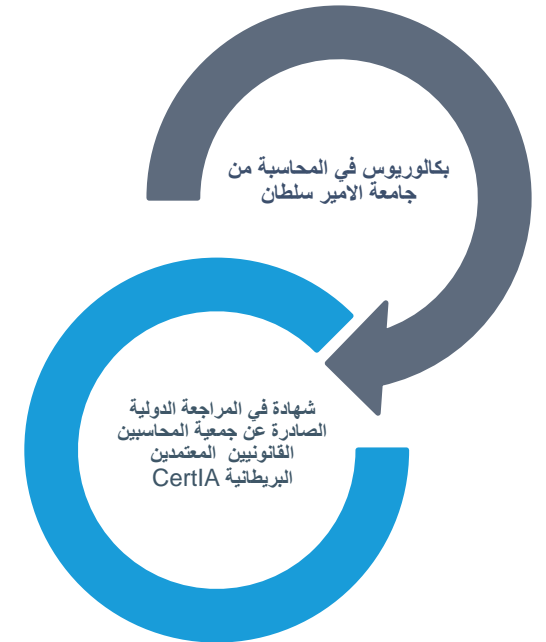 بكالوريوس في المحاسبة من
جامعة الامير سلطان
شهادة في المراجعة الدولية
الصادرة عن جمعية المحاسبين
القانونيين المعتمدين
البريطانية CertIA